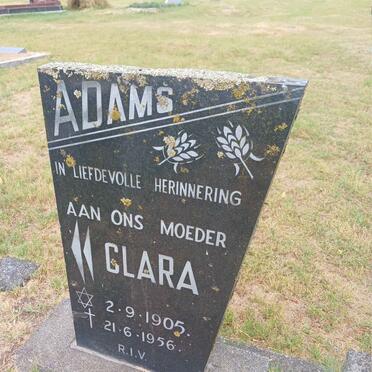 ADAMS
IN LIEFDEVOLLE HERINNERING
AAN ONS MOEDER
CLARA
2.9.1905.
21.6.1956.
R.I.V.